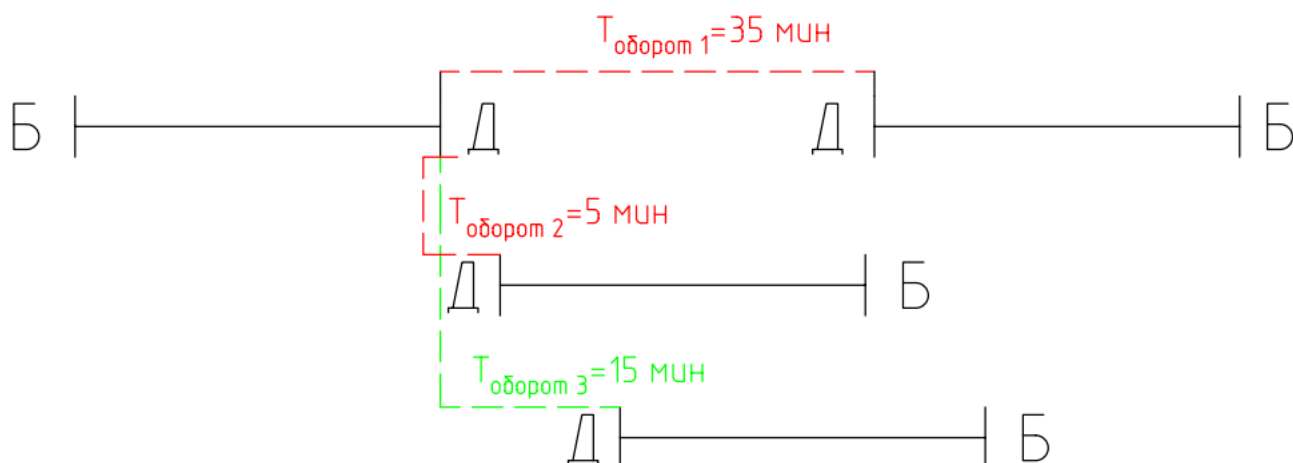 Tоборот 1=35 мин
Б Д Д Б
Tоборот 2=5 мин
Д Б
Tоборот 3=15 мин
Д Б